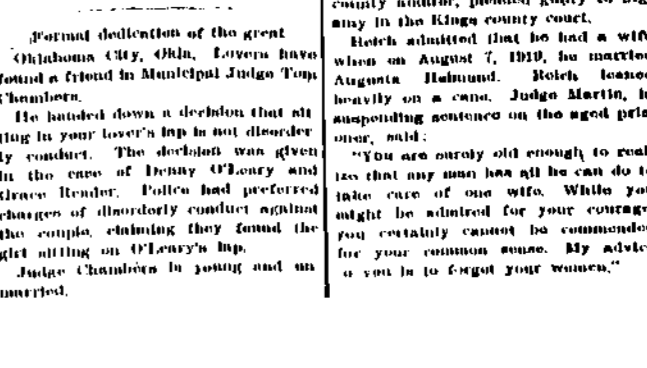 formal dedication of the great
Oklahoma City, Okla. Lovers have
found a friend in Municipal Judge Tom
Chambers.
He handed down a decision that sit
ting in your lover's lap is not disorder
ly conduct. The decision was given
in the case of Denny O'Leary and
Grace Render. Police had preferred
charges of disorderly conduct against
the couple, claiming they found the
girl sitting on O'Leary's lap.
Judge Chambers is young and un
married.
county auditor, pleaded guilty to
amy in the Kings county court.
Reich admitted that he had a wife
when on August 7, 1919, he married
Augusta Reimund. Reich leaned
heavily on a cane. Judge Martin, in
suspending sentence on the aged pris
oner, said:
"You are surely old enough to real
ize that any man has all he can do to
take care of one wife. While you
might be admired for your courage
you certainly cannot be commended
for your common sense. My advice
to you is to forget your women."